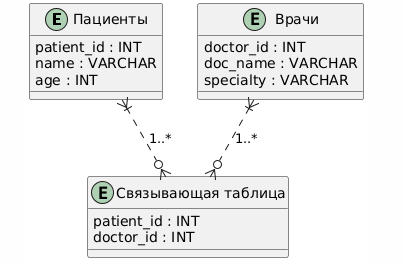 E Пациенты
patient_id : INT
name : VARCHAR
age : INT
E Врачи
doctor_id : INT
doc_name : VARCHAR
specialty : VARCHAR
1..*
1..*
E Связывающая таблица
patient_id : INT
doctor_id : INT